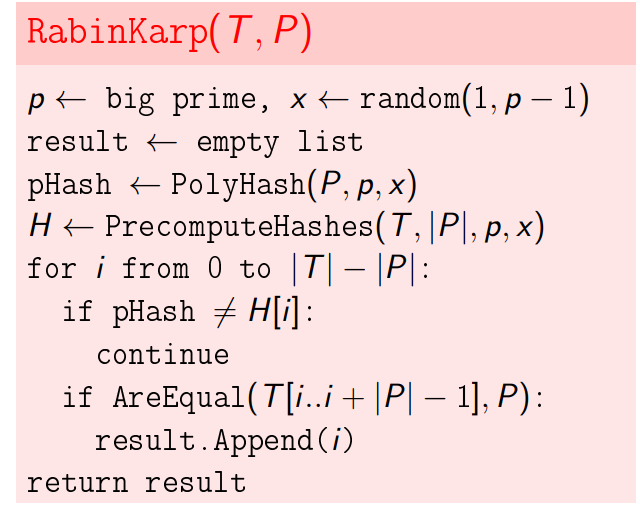 RabinKarp(T, P)
p ← big prime, x ← random(1, p − 1)
result ← empty list
pHash ← PolyHash(P, p, x)
H ← PrecomputeHashes(T, |P|, p, x)
for i from 0 to |T| − |P|:
if pHash ≠ H[i]:
continue
if AreEqual(T[i..i + |P| − 1], P):
result.Append(i)
return result